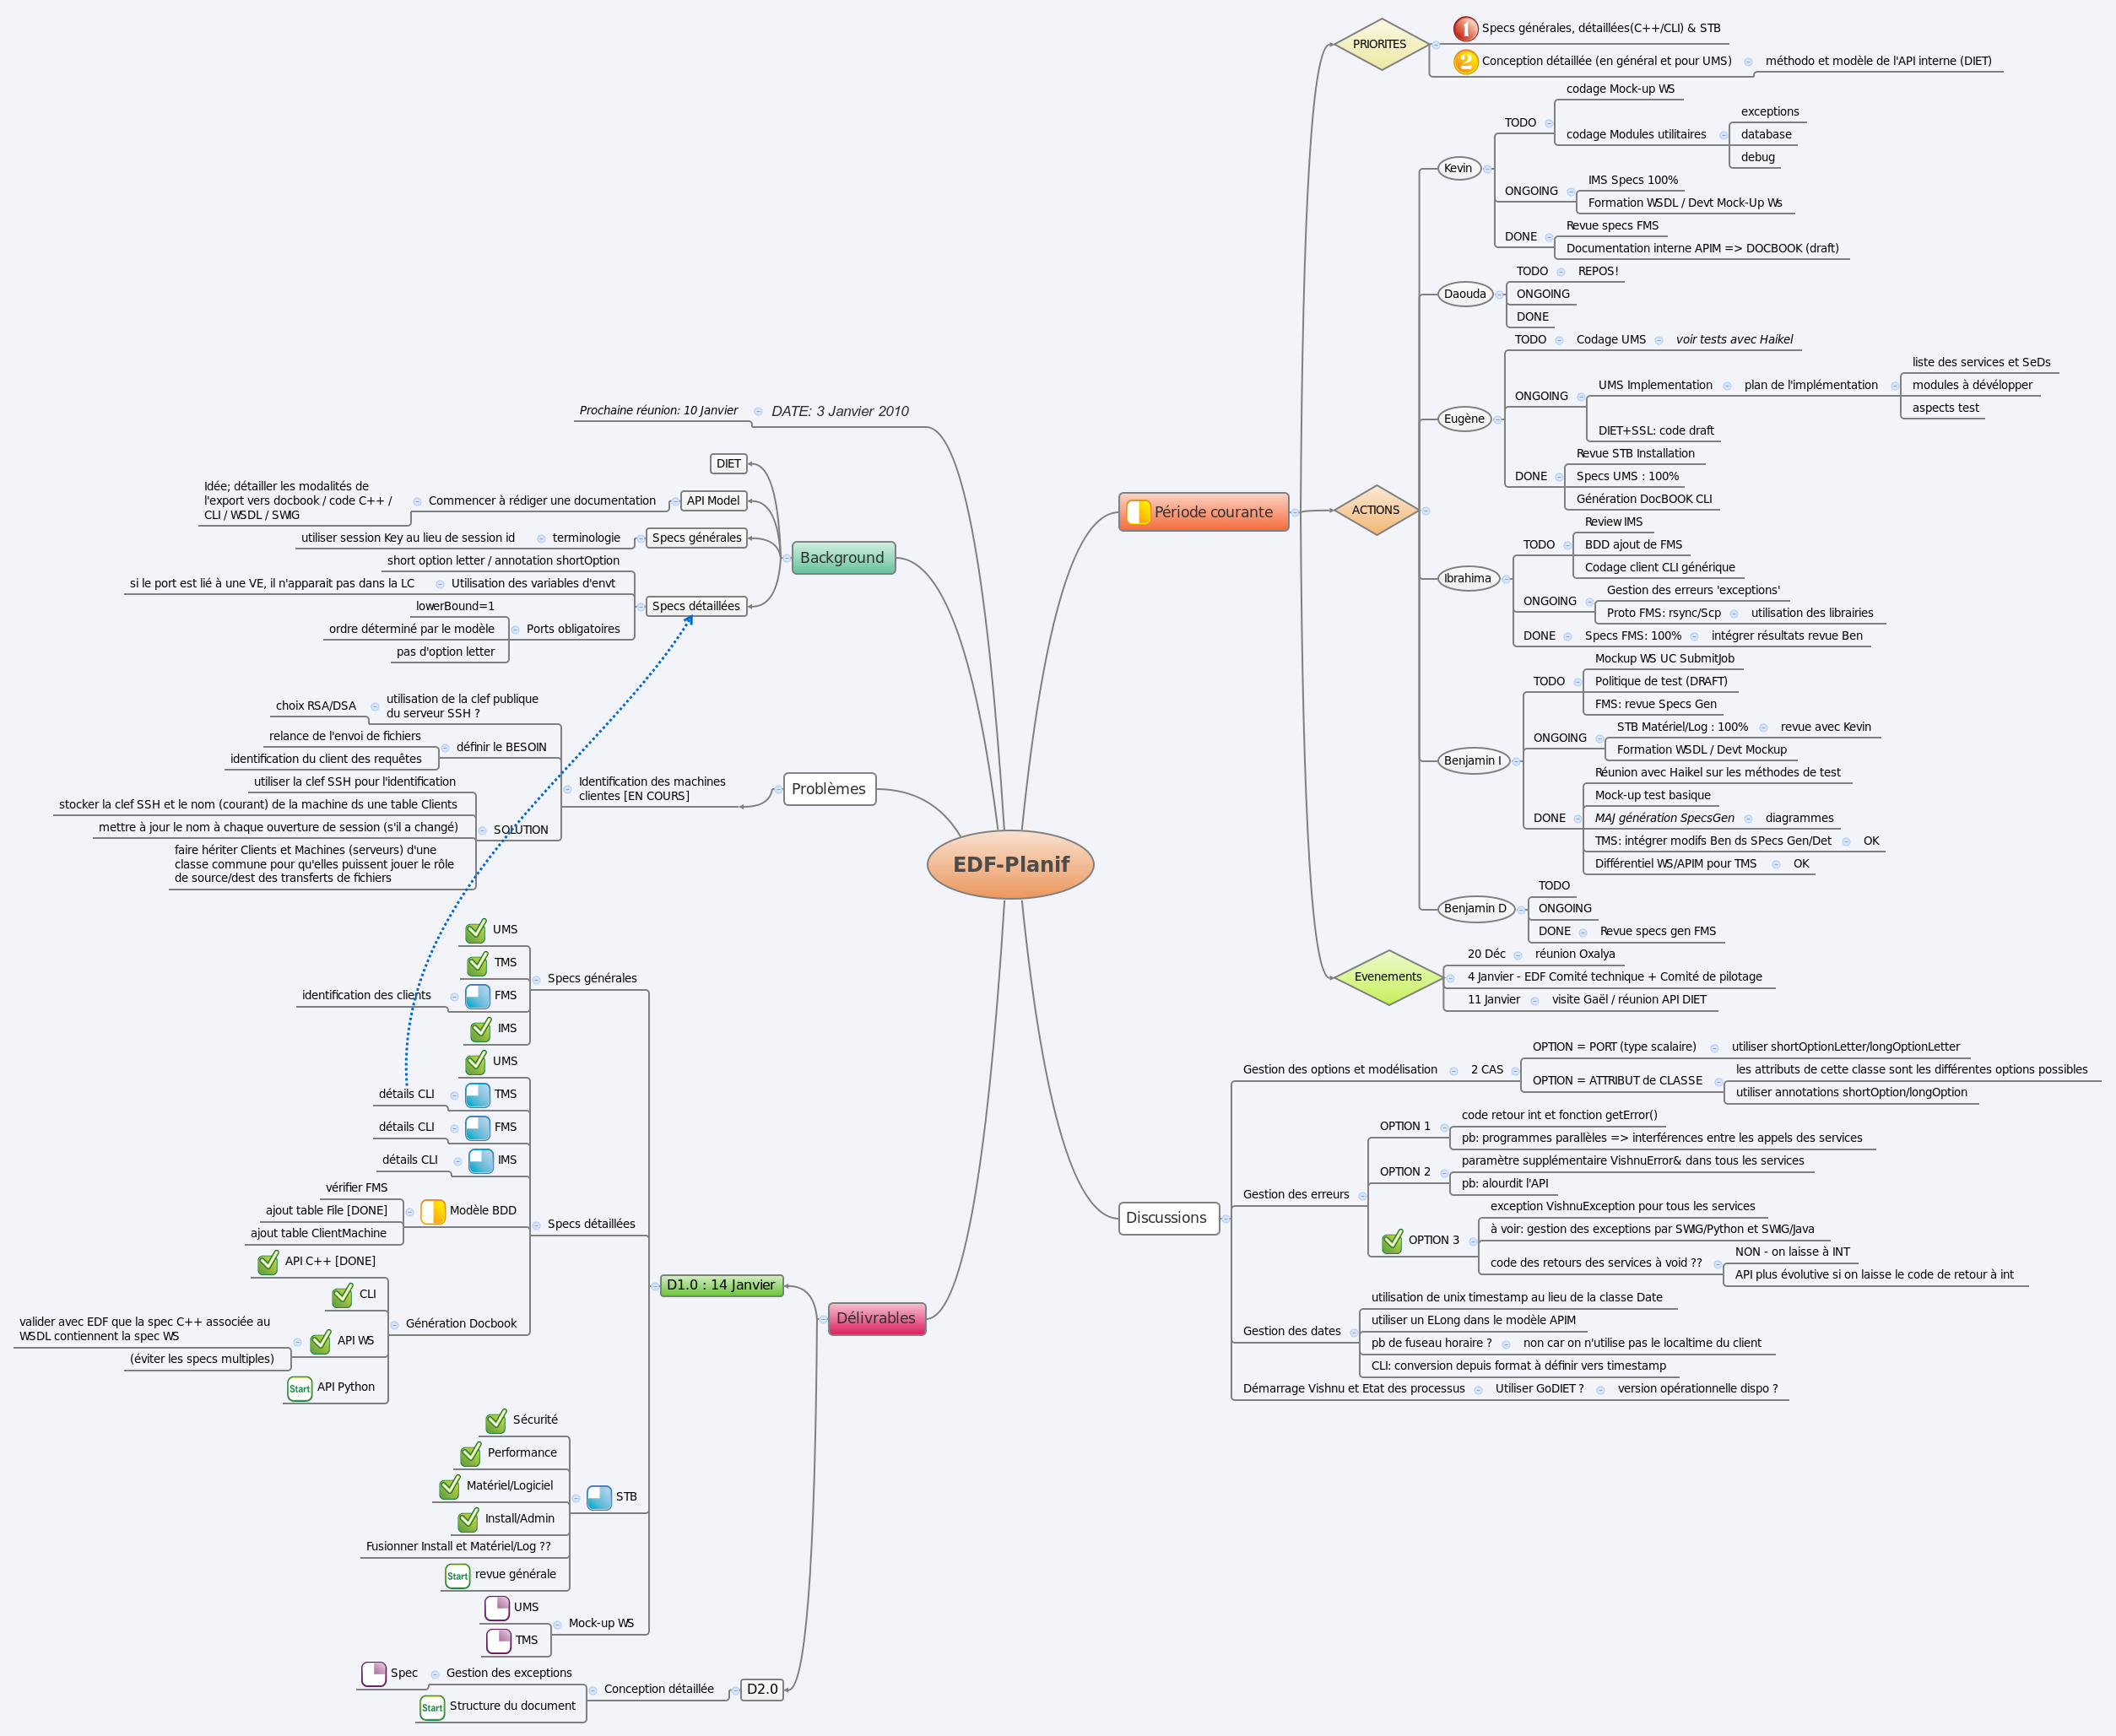 EDF-Planif
DATE: 3 Janvier 2010
Prochaine réunion: 10 Janvier
Background
DIET
API Model
Commencer à rédiger une documentation
Idée; détailler les modalités de
l'export vers docbook / code C++ /
CLI / WSDL / SWIG
Specs générales
terminologie
utiliser session Key au lieu de session id
Specs détaillées
short option letter / annotation shortOption
Utilisation des variables d'envt
si le port est lié à une VE, il n'apparait pas dans la LC
Ports obligatoires
lowerBound=1
ordre déterminé par le modèle
pas d'option letter
Problèmes
Identification des machines
clientes [EN COURS]
utilisation de la clef publique
du serveur SSH ?
choix RSA/DSA
définir le BESOIN
relance de l'envoi de fichiers
identification du client des requêtes
SOLUTION
utiliser la clef SSH pour l'identification
stocker la clef SSH et le nom (courant) de la machine ds une table Clients
mettre à jour le nom à chaque ouverture de session (s'il a changé)
faire hériter Clients et Machines (serveurs) d'une
classe commune pour qu'elles puissent jouer le rôle
de source/dest des transferts de fichiers
Délivrables
D1.0 : 14 Janvier
Specs générales
UMS
TMS
FMS
identification des clients
IMS
Specs détaillées
UMS
TMS
détails CLI
FMS
détails CLI
IMS
détails CLI
Modèle BDD
vérifier FMS
ajout table File [DONE]
ajout table ClientMachine
Génération Docbook
API C++ [DONE]
CLI
API WS
valider avec EDF que la spec C++ associée au
WSDL contiennent la spec WS
(éviter les specs multiples)
Start
API Python
STB
Sécurité
Performance
Matériel/Logiciel
Install/Admin
Fusionner Install et Matériel/Log ??
Start
revue générale
Mock-up WS
UMS
TMS
D2.0
Conception détaillée
Gestion des exceptions
Spec
Start
Structure du document
Période courante
PRIORITES
1
Specs générales, détaillées(C++/CLI) & STB
2
Conception détaillée (en général et pour UMS)
méthodo et modèle de l'API interne (DIET)
ACTIONS
Kevin
TODO
codage Mock-up WS
codage Modules utilitaires
exceptions
database
debug
ONGOING
IMS Specs 100%
Formation WSDL / Devt Mock-Up Ws
DONE
Revue specs FMS
Documentation interne APIM => DOCBOOK (draft)
Daouda
TODO
REPOS!
ONGOING
DONE
Eugène
TODO
Codage UMS
voir tests avec Haikel
ONGOING
UMS Implementation
plan de l'implémentation
liste des services et SeDs
modules à dévélopper
aspects test
DIET+SSL: code draft
DONE
Revue STB Installation
Specs UMS : 100%
Génération DocBOOK CLI
Ibrahima
TODO
Review IMS
BDD ajout de FMS
Codage client CLI générique
ONGOING
Gestion des erreurs 'exceptions'
Proto FMS: rsync/Scp
utilisation des librairies
DONE
Specs FMS: 100%
intégrer résultats revue Ben
Benjamin I
TODO
Mockup WS UC SubmitJob
Politique de test (DRAFT)
FMS: revue Specs Gen
ONGOING
STB Matériel/Log : 100%
revue avec Kevin
Formation WSDL / Devt Mockup
DONE
Réunion avec Haikel sur les méthodes de test
Mock-up test basique
MAJ génération SpecsGen
diagrammes
TMS: intégrer modifs Ben ds SPecs Gen/Det
OK
Différentiel WS/APIM pour TMS
OK
Benjamin D
TODO
ONGOING
DONE
Revue specs gen FMS
Evenements
20 Déc
réunion Oxalya
4 Janvier - EDF Comité technique + Comité de pilotage
11 Janvier
visite Gaël / réunion API DIET
Discussions
Gestion des options et modélisation
2 CAS
OPTION = PORT (type scalaire)
utiliser shortOptionLetter/longOptionLetter
OPTION = ATTRIBUT de CLASSE
les attributs de cette classe sont les différentes options possibles
utiliser annotations shortOption/longOption
Gestion des erreurs
OPTION 1
code retour int et fonction getError()
pb: programmes parallèles => interférences entre les appels des services
OPTION 2
paramètre supplémentaire VishnuError& dans tous les services
pb: alourdit l'API
OPTION 3
exception VishnuException pour tous les services
à voir: gestion des exceptions par SWIG/Python et SWIG/Java
code des retours des services à void ??
NON - on laisse à INT
API plus évolutive si on laisse le code de retour à int
Gestion des dates
utilisation de unix timestamp au lieu de la classe Date
utiliser un ELong dans le modèle APIM
pb de fuseau horaire ?
non car on n'utilise pas le localtime du client
CLI: conversion depuis format à définir vers timestamp
Démarrage Vishnu et Etat des processus
Utiliser GoDIET ?
version opérationnelle dispo ?